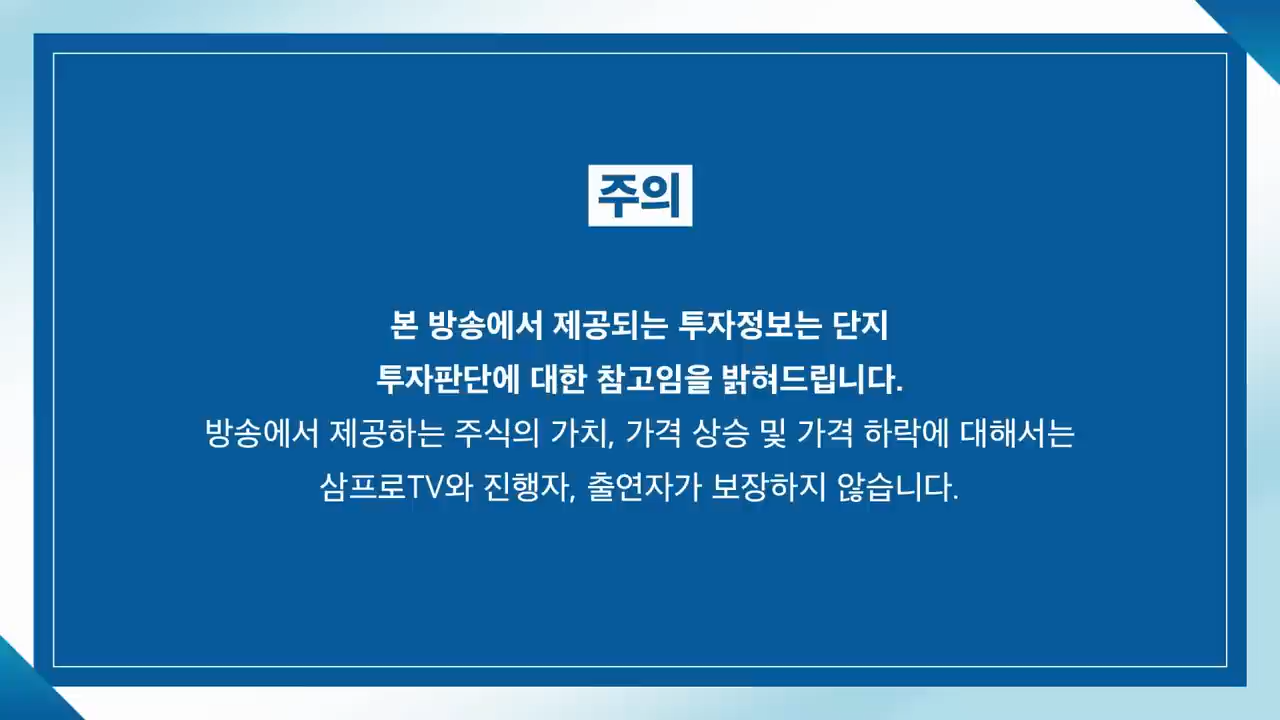 주의
본 방송에서 제공되는 투자정보는 단지
투자판단에 대한 참고임을 밝혀드립니다.
방송에서 제공하는 주식의 가치, 가격 상승 및 가격 하락에 대해서는
삼프로TV와 진행자, 출연자가 보장하지 않습니다.